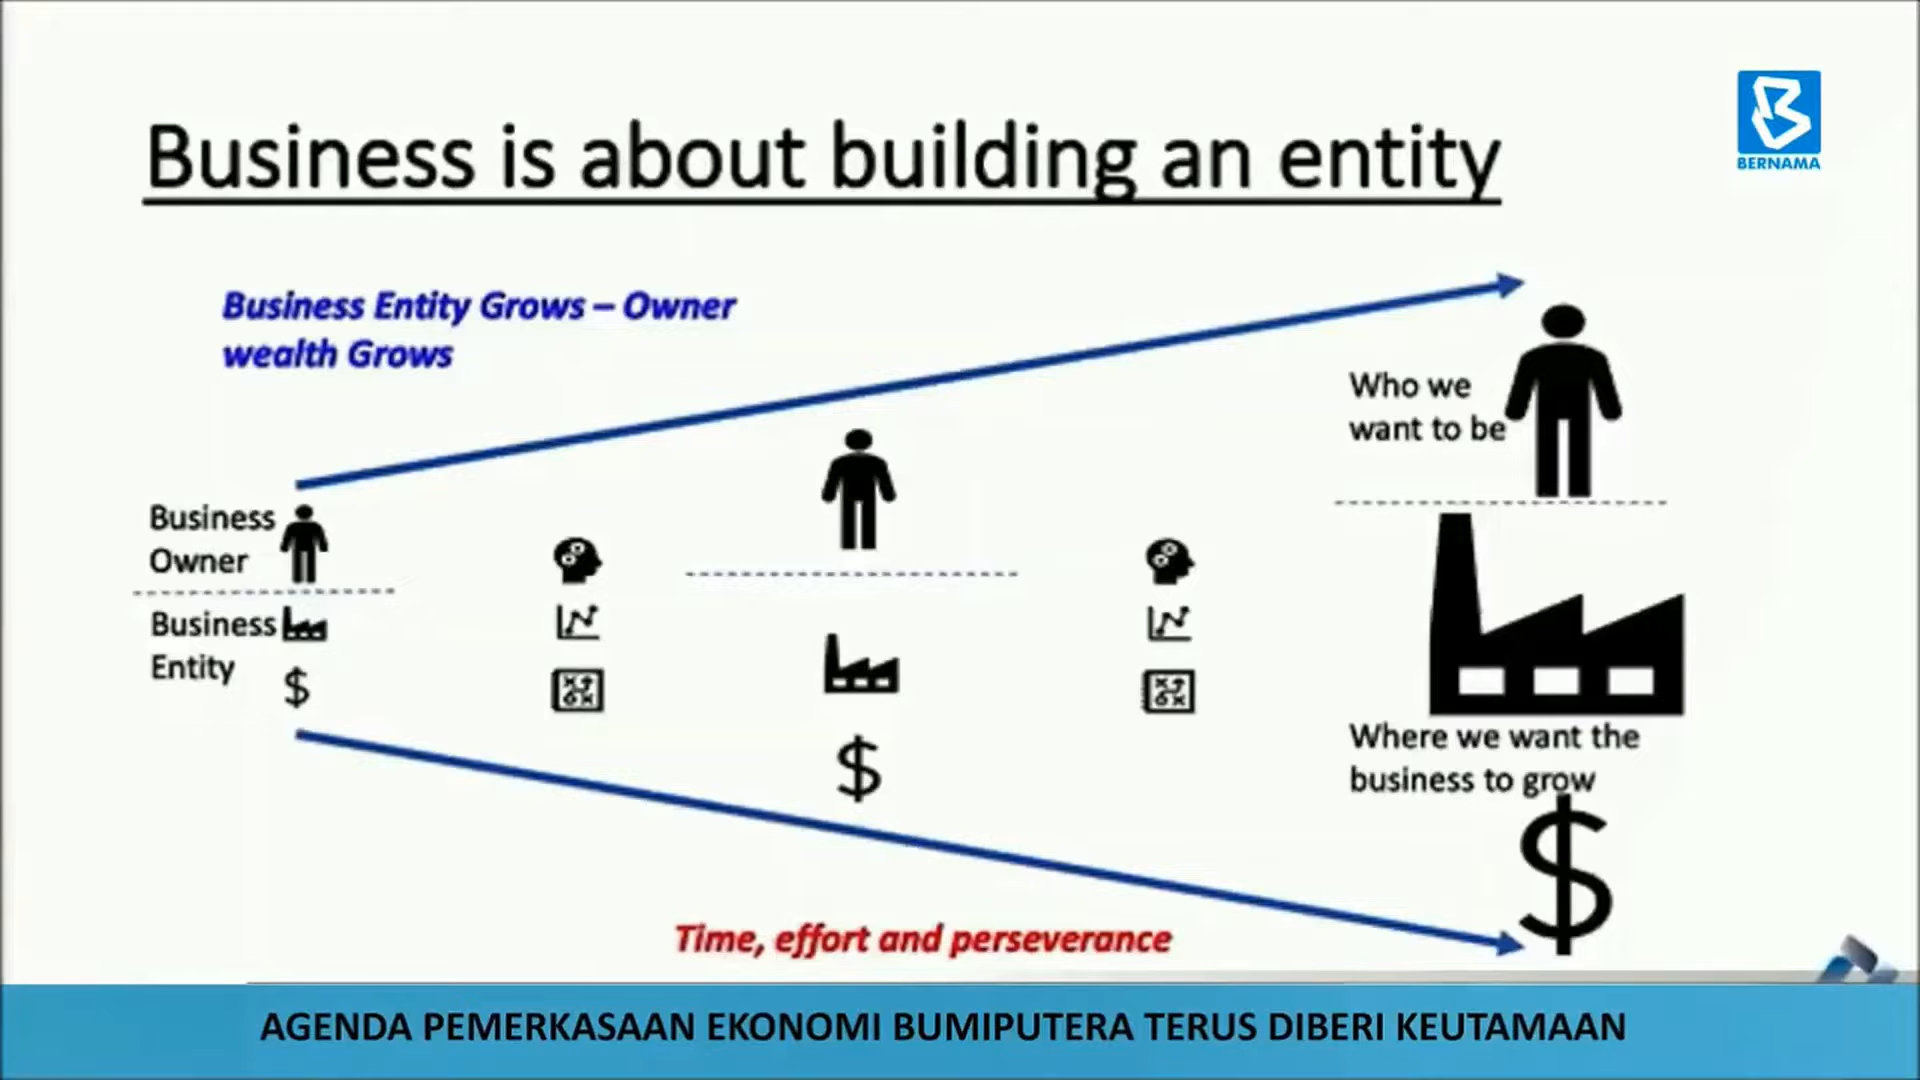 BERNAMA
Business is about building an entity
Business Entity Grows – Owner
wealth Grows
Who we
want to be
Business
Owner
Business
Entity
$
$
Where we want the
business to grow
$
Time, effort and perseverance
AGENDA PEMERKASAAN EKONOMI BUMIPUTERA TERUS DIBERI KEUTAMAAN